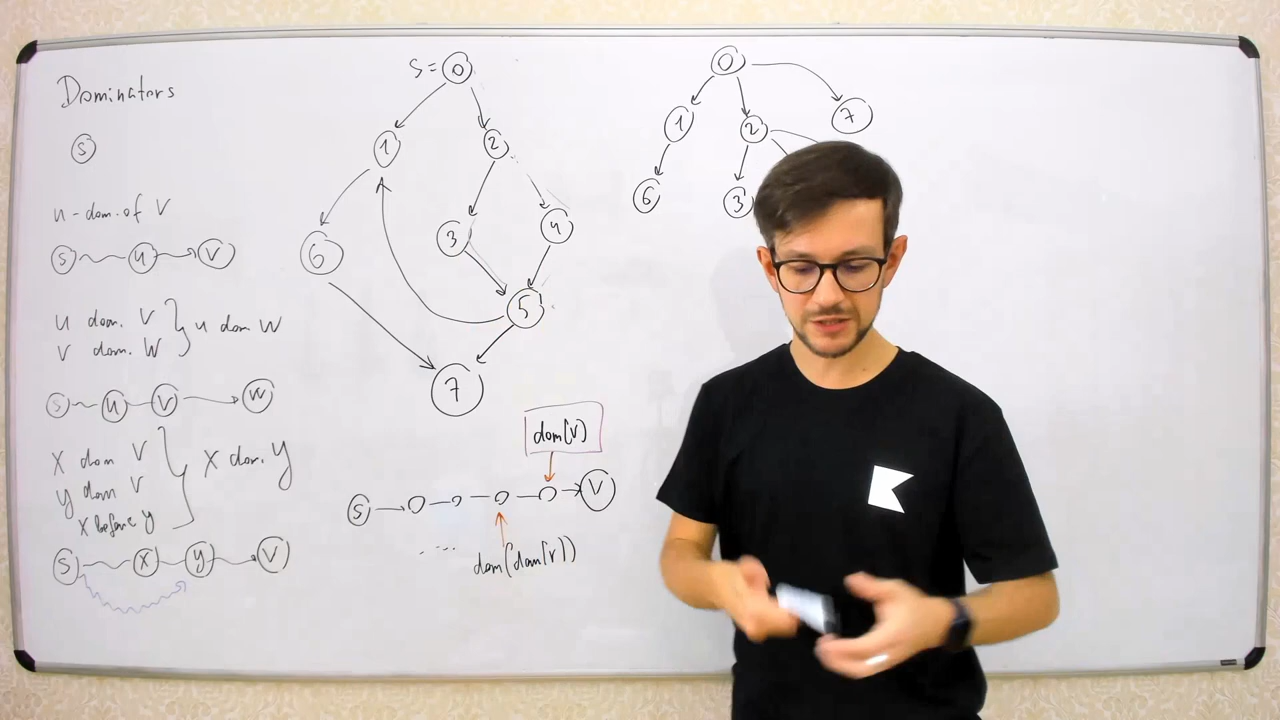 Dominators
S
u - dom. of V
S u V
u dom. V
V dom. W
u dom W
S u V W
X dom V
y dom V
X before y
X dom. y
S X y V
S = 0
1
2
3
4
6
5
7
dom(V)
S V
....
dom(dom(V))
0
1
2
7
6
3